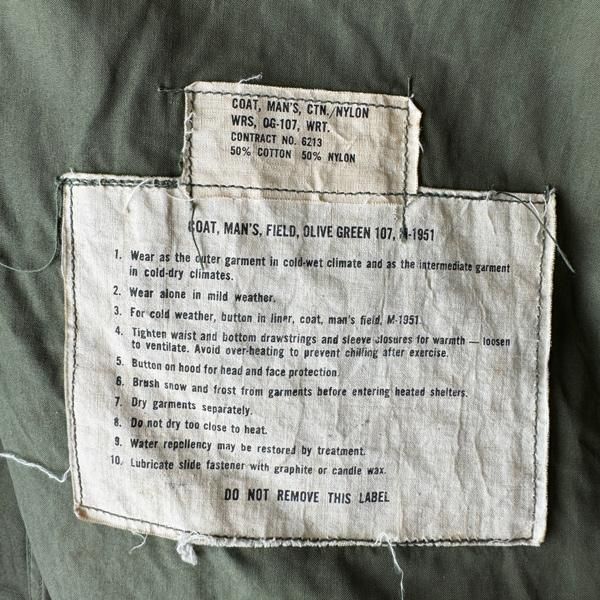 COAT, MAN'S, CTN./NYLON
WRS, OG-107, WRT.
CONTRACT NO. 6213
50% COTTON 50% NYLON
COAT, MAN'S, FIELD, OLIVE GREEN 107, M-1951
1. Wear as the outer garment in cold-wet climate and as the intermediate garment
in cold-dry climates.
2. Wear alone in mild weather.
3. For cold weather, button in liner, coat, man's field, M-1951.
4. Tighten waist and bottom drawstrings and sleeve closures for warmth — loosen
to ventilate. Avoid over-heating to prevent chilling after exercise.
5. Button on hood for head and face protection.
6. Brush snow and frost from garments before entering heated shelters.
7. Dry garments separately.
8. Do not dry too close to heat.
9. Water repellency may be restored by treatment.
10. Lubricate slide fastener with graphite or candle wax.
DO NOT REMOVE THIS LABEL